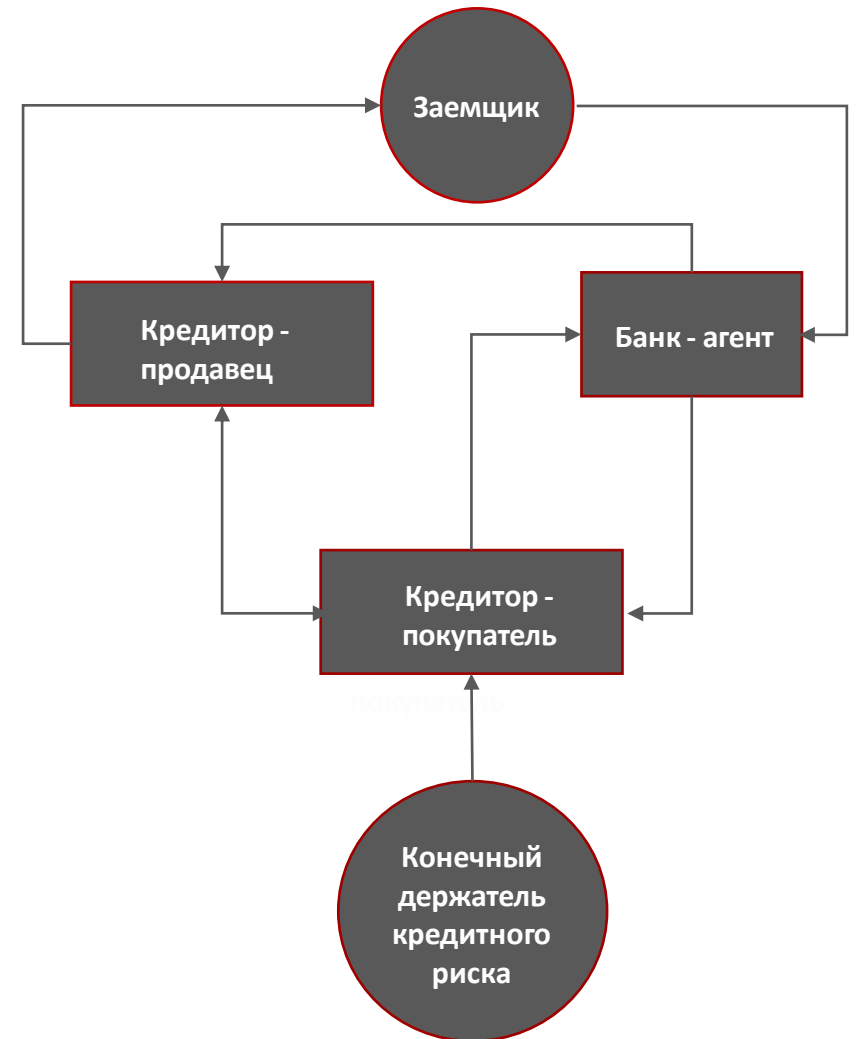 Заемщик
Кредитор -
продавец
Банк - агент
Кредитор -
покупатель
Конечный
держатель
кредитного
риска